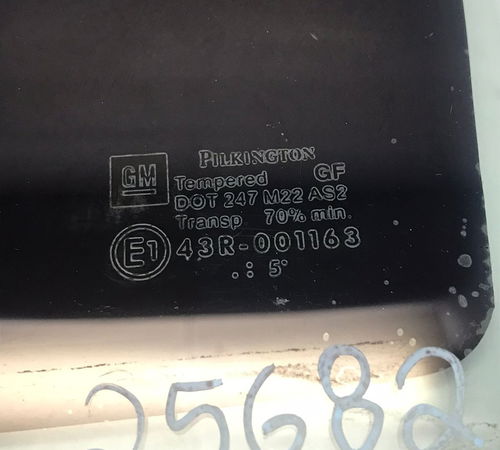 PILKINGTON
GM
Tempered GF
DOT 247 M22 AS2
Transp 70% min.
E1 43R-001163
.: 5•
25682